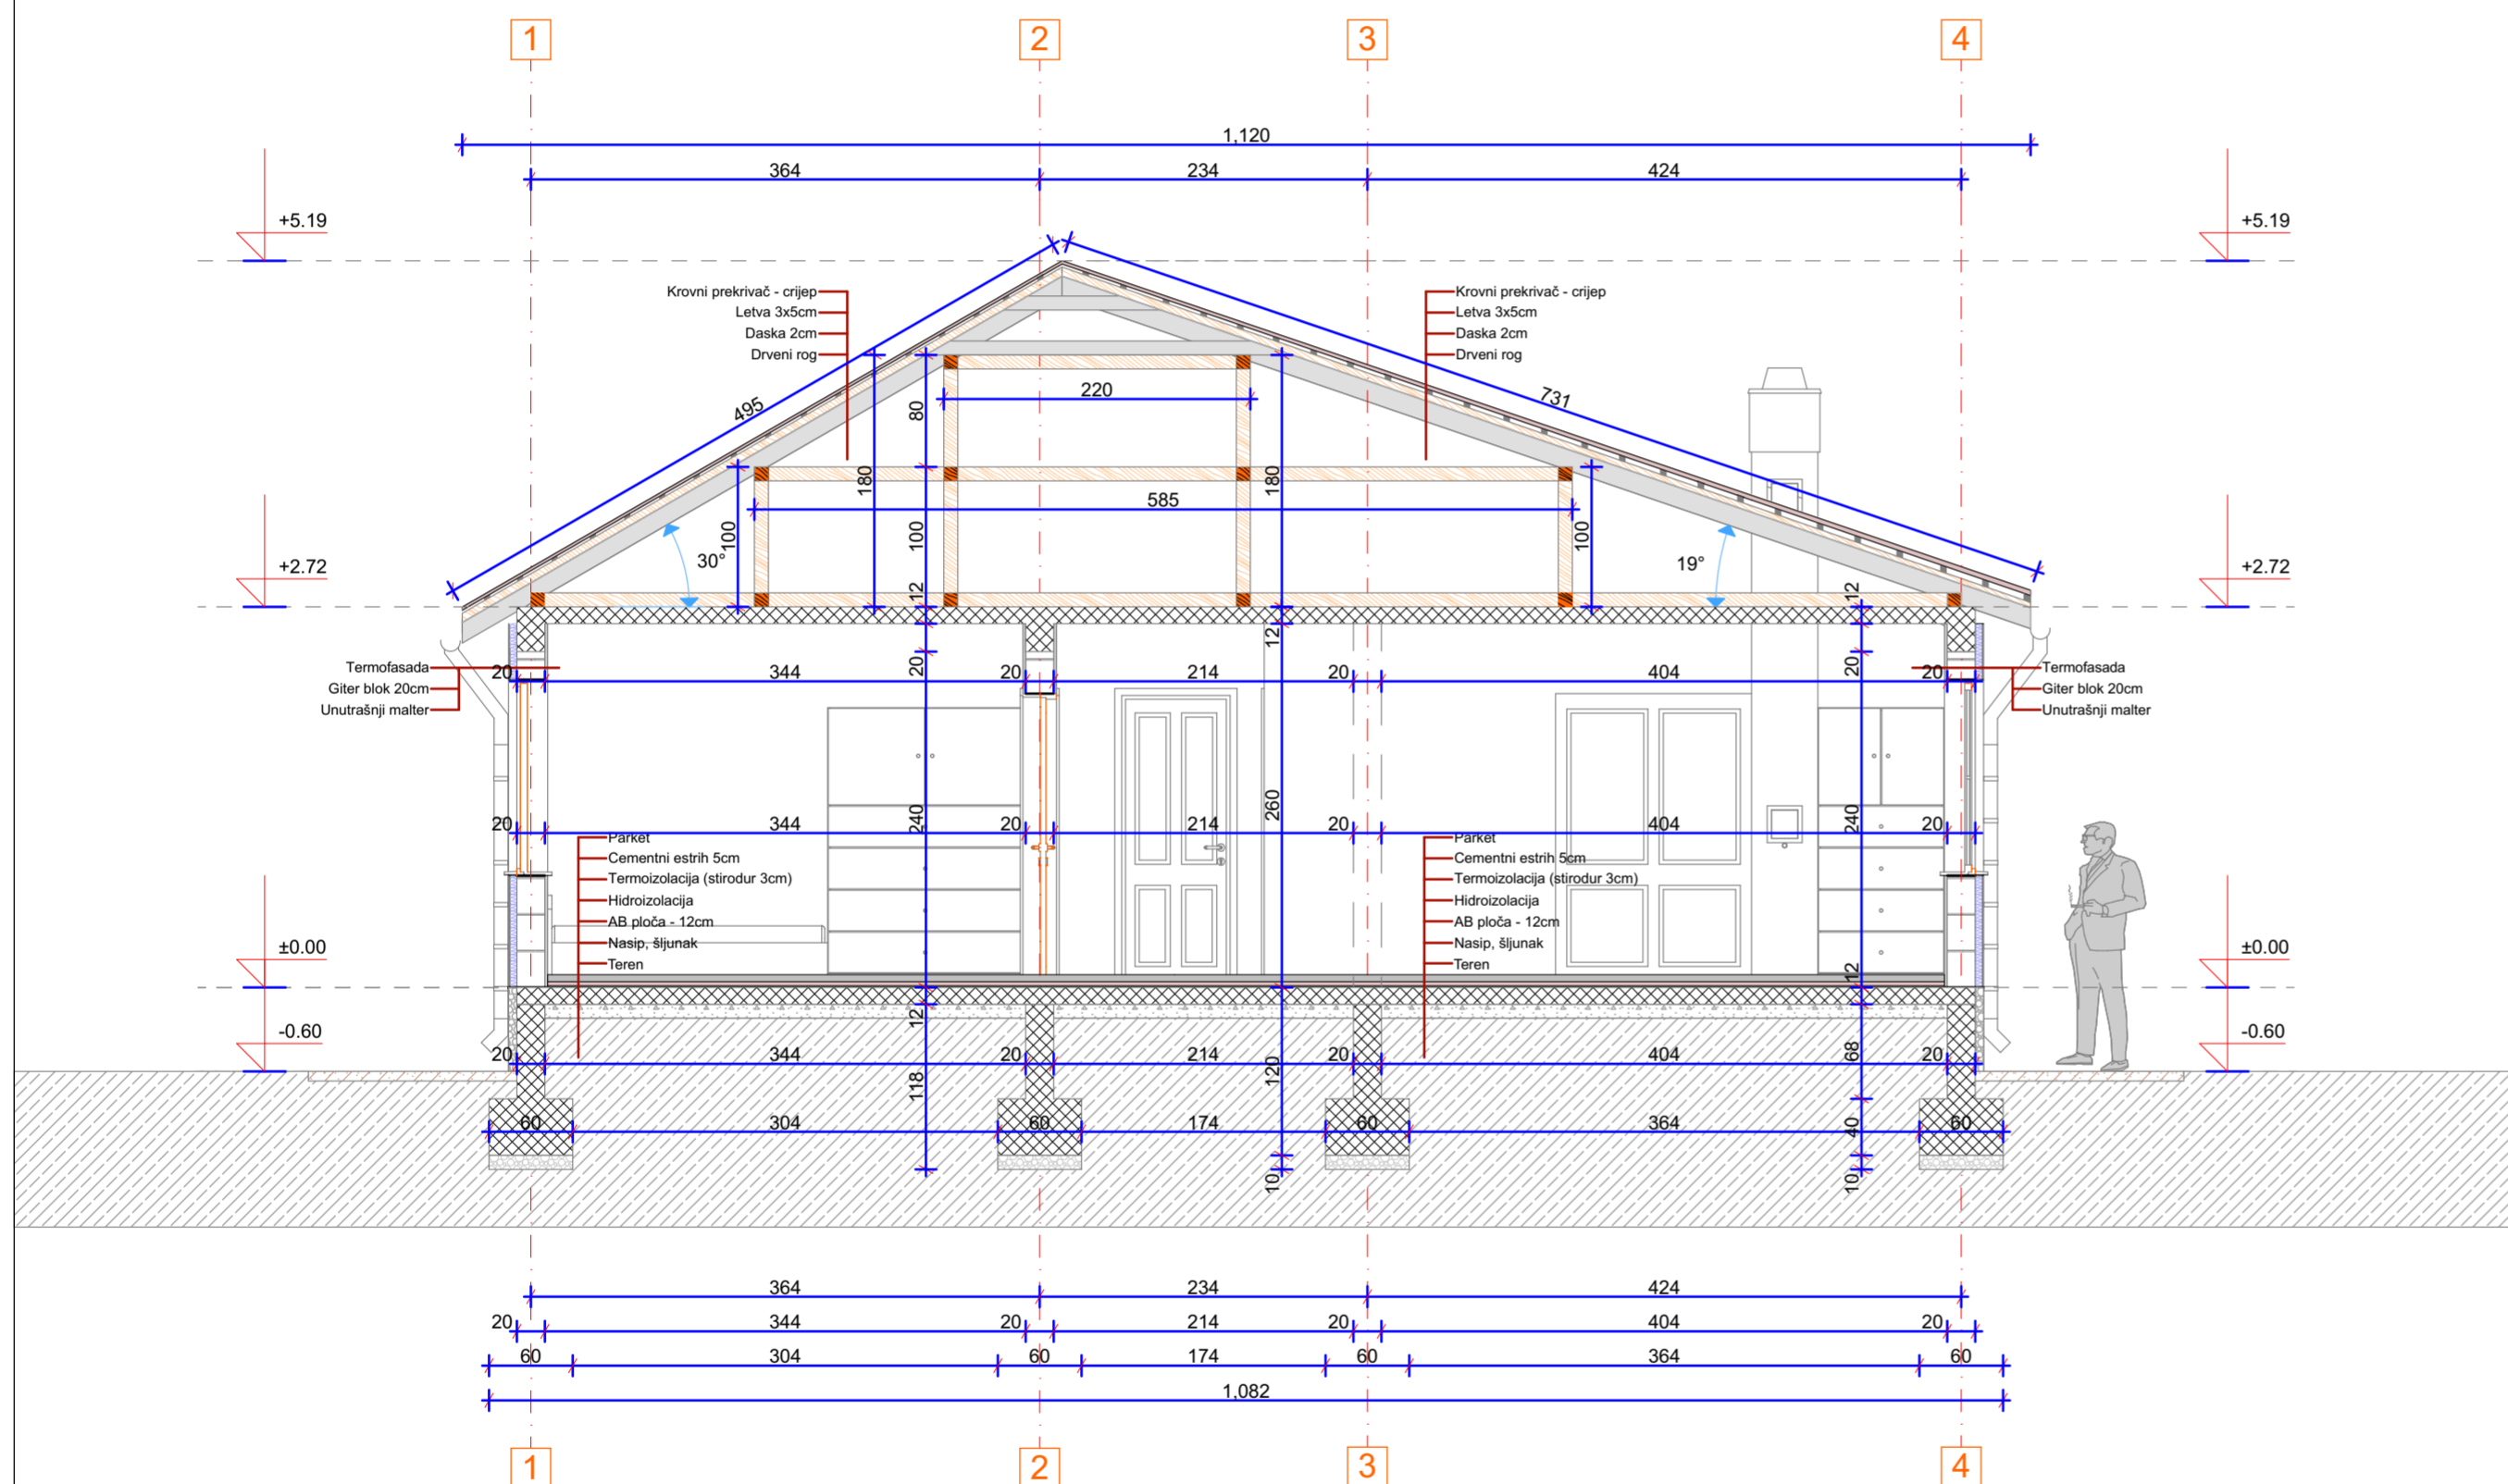 1 2 3 4
1,120
364 234 424
+5.19 +5.19
Krovni prekrivač - crijep
Letva 3x5cm
Daska 2cm
Drveni rog
Krovni prekrivač - crijep
Letva 3x5cm
Daska 2cm
Drveni rog
495
731
220
80
180
180
585
100
100
100
30°
19°
+2.72 +2.72
12
12
12
Termofasada
Giter blok 20cm
Unutrašnji malter
Termofasada
Giter blok 20cm
Unutrašnji malter
20 344 20 214 20 404 20
20
20
240
260
240
20 344 20 214 20 404 20
Parket
Cementni estrih 5cm
Termoizolacija (stirodur 3cm)
Hidroizolacija
AB ploča - 12cm
Nasip, šljunak
Teren
Parket
Cementni estrih 5cm
Termoizolacija (stirodur 3cm)
Hidroizolacija
AB ploča - 12cm
Nasip, šljunak
Teren
±0.00 ±0.00
12
12
-0.60 -0.60
20 344 20 214 20 404 20
118
120
68
60 304 60 174 60 364 60
40
10
10
364 234 424
20 344 20 214 20 404 20
60 304 60 174 60 364 60
1,082
1 2 3 4